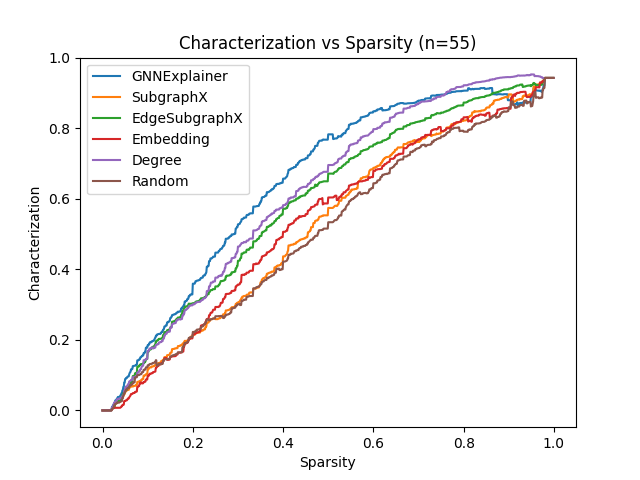 Characterization vs Sparsity (n=55)
GNNExplainer
SubgraphX
EdgeSubgraphX
Embedding
Degree
Random
Characterization
1.0
0.8
0.6
0.4
0.2
0.0
0.0 0.2 0.4 0.6 0.8 1.0
Sparsity